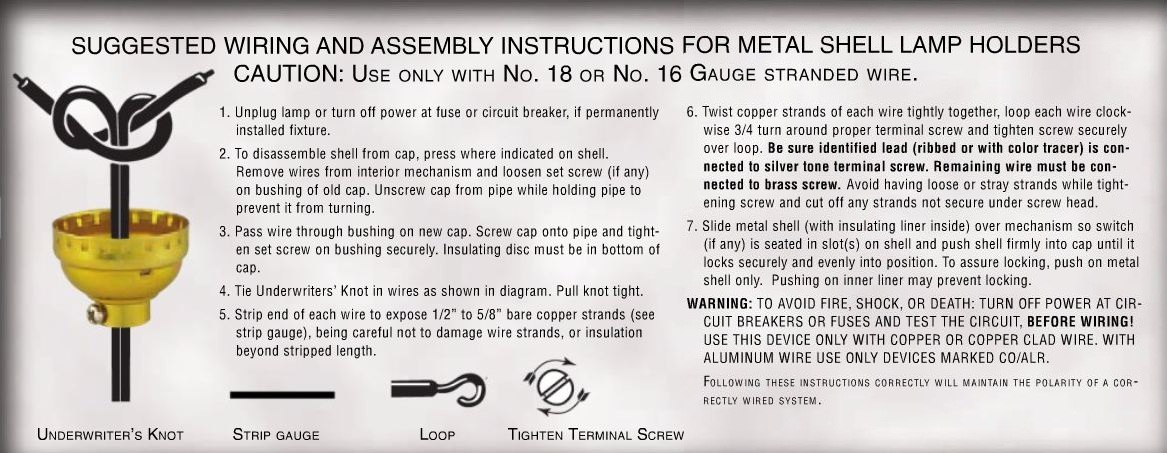 SUGGESTED WIRING AND ASSEMBLY INSTRUCTIONS FOR METAL SHELL LAMP HOLDERS
CAUTION: USE ONLY WITH NO. 18 OR NO. 16 GAUGE STRANDED WIRE.
1. Unplug lamp or turn off power at fuse or circuit breaker, if permanently
installed fixture.
2. To disassemble shell from cap, press where indicated on shell.
Remove wires from interior mechanism and loosen set screw (if any)
on bushing of old cap. Unscrew cap from pipe while holding pipe to
prevent it from turning.
3. Pass wire through bushing on new cap. Screw cap onto pipe and tight-
en set screw on bushing securely. Insulating disc must be in bottom of
cap.
4. Tie Underwriters' Knot in wires as shown in diagram. Pull knot tight.
5. Strip end of each wire to expose 1/2" to 5/8" bare copper strands (see
strip gauge), being careful not to damage wire strands, or insulation
beyond stripped length.
6. Twist copper strands of each wire tightly together, loop each wire clock-
wise 3/4 turn around proper terminal screw and tighten screw securely
over loop. Be sure identified lead (ribbed or with color tracer) is con-
nected to silver tone terminal screw. Remaining wire must be con-
nected to brass screw. Avoid having loose or stray strands while tight-
ening screw and cut off any strands not secure under screw head.
7. Slide metal shell (with insulating liner inside) over mechanism so switch
(if any) is seated in slot(s) on shell and push shell firmly into cap until it
locks securely and evenly into position. To assure locking, push on metal
shell only. Pushing on inner liner may prevent locking.
WARNING: TO AVOID FIRE, SHOCK, OR DEATH: TURN OFF POWER AT CIR-
CUIT BREAKERS OR FUSES AND TEST THE CIRCUIT, BEFORE WIRING!
USE THIS DEVICE ONLY WITH COPPER OR COPPER CLAD WIRE. WITH
ALUMINUM WIRE USE ONLY DEVICES MARKED CO/ALR.
FOLLOWING THESE INSTRUCTIONS CORRECTLY WILL MAINTAIN THE POLARITY OF A COR-
RECTLY WIRED SYSTEM.
UNDERWRITER'S KNOT
STRIP GAUGE
LOOP
TIGHTEN TERMINAL SCREW